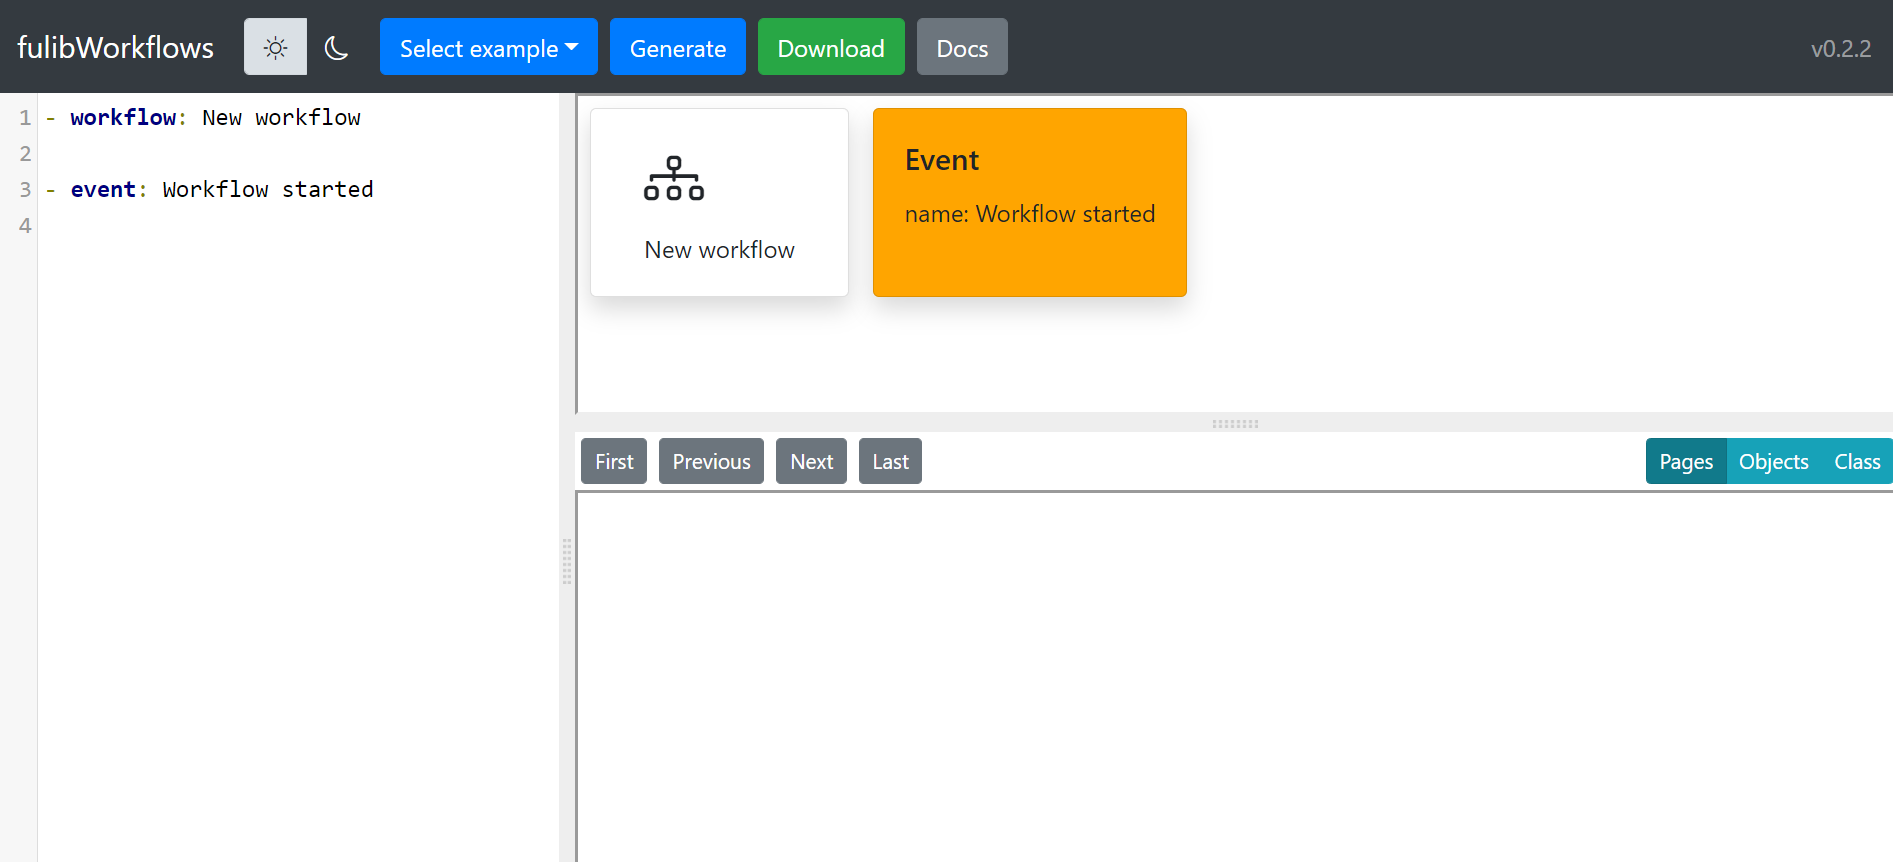 fulibWorkflows Select example Generate Download Docs v0.2.2
1 - workflow: New workflow
2
3 - event: Workflow started
4
New workflow
Event
name: Workflow started
First Previous Next Last Pages Objects Class